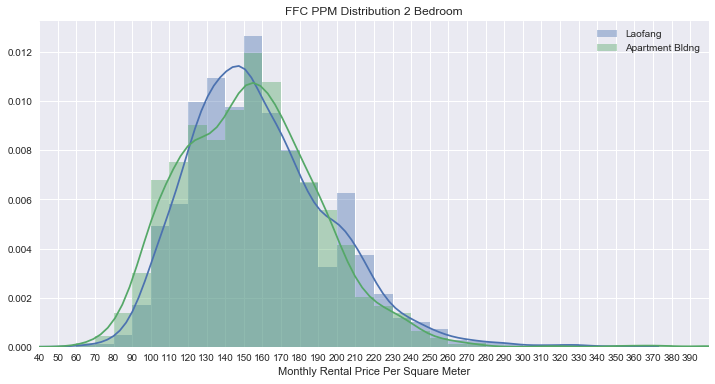 FFC PPM Distribution 2 Bedroom
Laofang
Apartment Bldng
0.012
0.010
0.008
0.006
0.004
0.002
0.000
40 50 60 70 80 90 100 110 120 130 140 150 160 170 180 190 200 210 220 230 240 250 260 270 280 290 300 310 320 330 340 350 360 370 380 390
Monthly Rental Price Per Square Meter